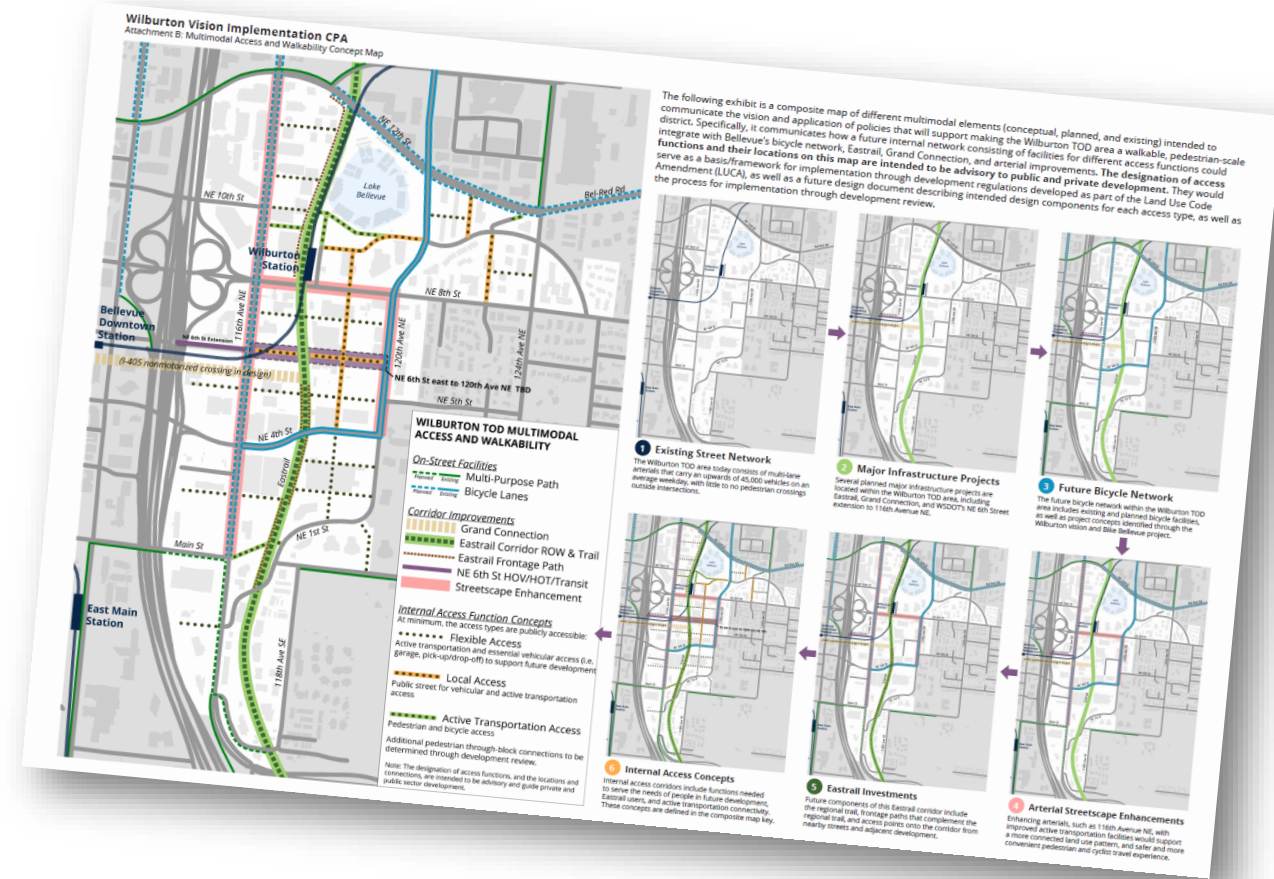 Wilburton Vision Implementation CPA
Attachment B: Multimodal Access and Walkability Concept Map
NE 12th St
Lake
Bellevue
Bel-Red Rd
NE 10th St
Wilburton
Station
NE 8th St
116th Ave NE
Bellevue
Downtown
Station
NE 6th St Extension
120th Ave NE
124th Ave NE
(I-405 nonmotorized crossing in design)
NE 6th St east to 120th Ave NE TBD
NE 5th St
NE 4th St
Eastrail
NE 1st St
Main St
East Main
Station
118th Ave SE
WILBURTON TOD MULTIMODAL
ACCESS AND WALKABILITY
On-Street Facilities
Planned Existing Multi-Purpose Path
Planned Existing Bicycle Lanes
Corridor Improvements
Grand Connection
Eastrail Corridor ROW & Trail
Eastrail Frontage Path
NE 6th St HOV/HOT/Transit
Streetscape Enhancement
Internal Access Function Concepts
At minimum, the access types are publicly accessible:
Flexible Access
Active transportation and essential vehicular access (i.e.
garage, pick-up/drop-off) to support future development
Local Access
Public street for vehicular and active transportation
access
Active Transportation Access
Pedestrian and bicycle access
Additional pedestrian through-block connections to be
determined through development review.
Note: The designation of access functions, and the locations and
connections, are intended to be advisory and guide private and
public sector development.
The following exhibit is a composite map of different multimodal elements (conceptual, planned, and existing) intended to
communicate the vision and application of policies that will support making the Wilburton TOD area a walkable, pedestrian-scale
district. Specifically, it communicates how a future internal network consisting of facilities for different access functions could
integrate with Bellevue's bicycle network, Eastrail, Grand Connection, and arterial improvements. The designation of access
functions and their locations on this map are intended to be advisory to public and private development. They would
serve as a basis/framework for implementation through development regulations developed as part of the Land Use Code
Amendment (LUCA), as well as a future design document describing intended design components for each access type, as well as
the process for implementation through development review.
1 Existing Street Network
The Wilburton TOD area today consists of multi-lane
arterials that carry an upwards of 45,000 vehicles on an
average weekday, with little to no pedestrian crossings
outside intersections.
2 Major Infrastructure Projects
Several planned major infrastructure projects are
located within the Wilburton TOD area, including
Eastrail, Grand Connection, and WSDOT's NE 6th Street
extension to 116th Avenue NE.
3 Future Bicycle Network
The future bicycle network within the Wilburton TOD
area includes existing and planned bicycle facilities,
as well as project concepts identified through the
Wilburton vision and Bike Bellevue project.
6 Internal Access Concepts
Internal access corridors include functions needed
to serve the needs of people in future development,
Eastrail users, and active transportation connectivity.
These concepts are defined in the composite map key.
5 Eastrail Investments
Future components of this Eastrail corridor include
the regional trail, frontage paths that complement the
regional trail, and access points onto the corridor from
nearby streets and adjacent development.
4 Arterial Streetscape Enhancements
Enhancing arterials, such as 116th Avenue NE, with
improved active transportation facilities would support
a more connected land use pattern, and safer and more
convenient pedestrian and cyclist travel experience.